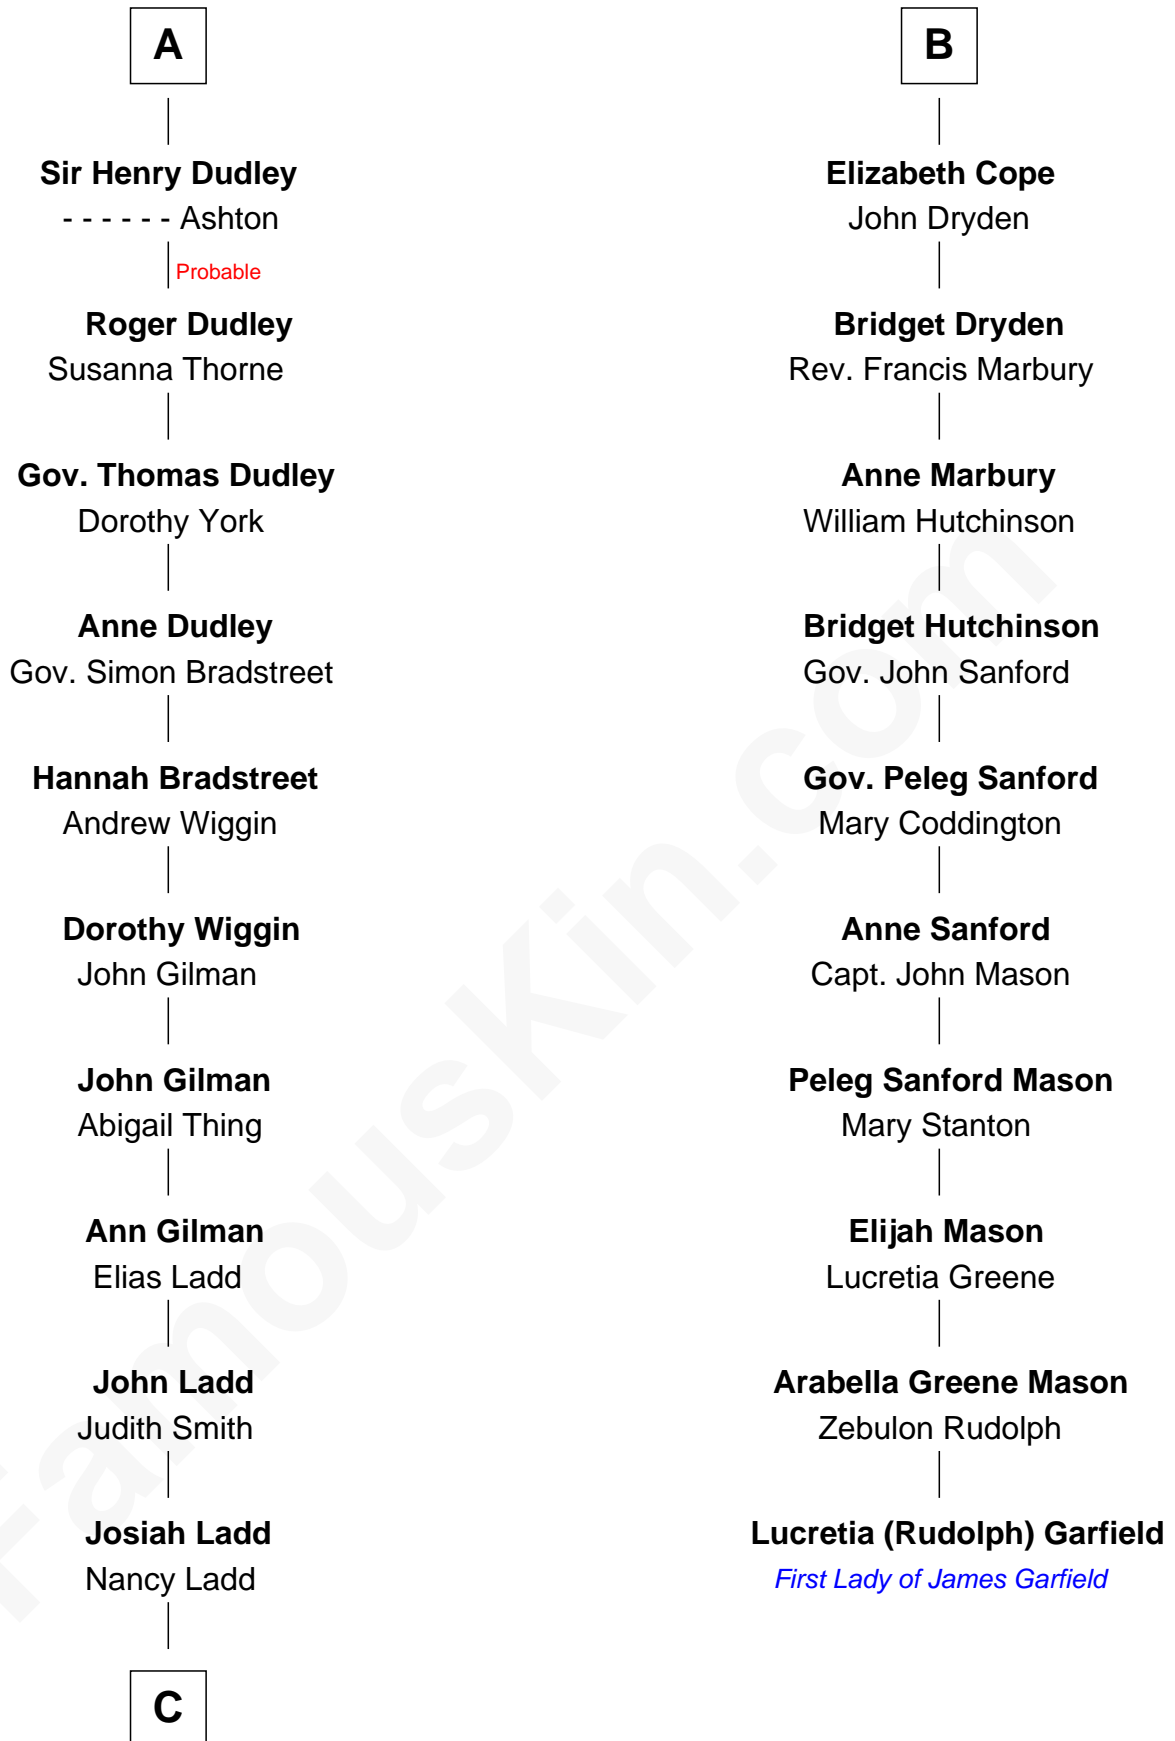 A
Sir Henry Dudley
- - - - - - Ashton
Probable
Roger Dudley
Susanna Thorne
Gov. Thomas Dudley
Dorothy York
Anne Dudley
Gov. Simon Bradstreet
Hannah Bradstreet
Andrew Wiggin
Dorothy Wiggin
John Gilman
John Gilman
Abigail Thing
Ann Gilman
Elias Ladd
John Ladd
Judith Smith
Josiah Ladd
Nancy Ladd
C
B
Elizabeth Cope
John Dryden
Bridget Dryden
Rev. Francis Marbury
Anne Marbury
William Hutchinson
Bridget Hutchinson
Gov. John Sanford
Gov. Peleg Sanford
Mary Coddington
Anne Sanford
Capt. John Mason
Peleg Sanford Mason
Mary Stanton
Elijah Mason
Lucretia Greene
Arabella Greene Mason
Zebulon Rudolph
Lucretia (Rudolph) Garfield
First Lady of James Garfield
FamousKin.com